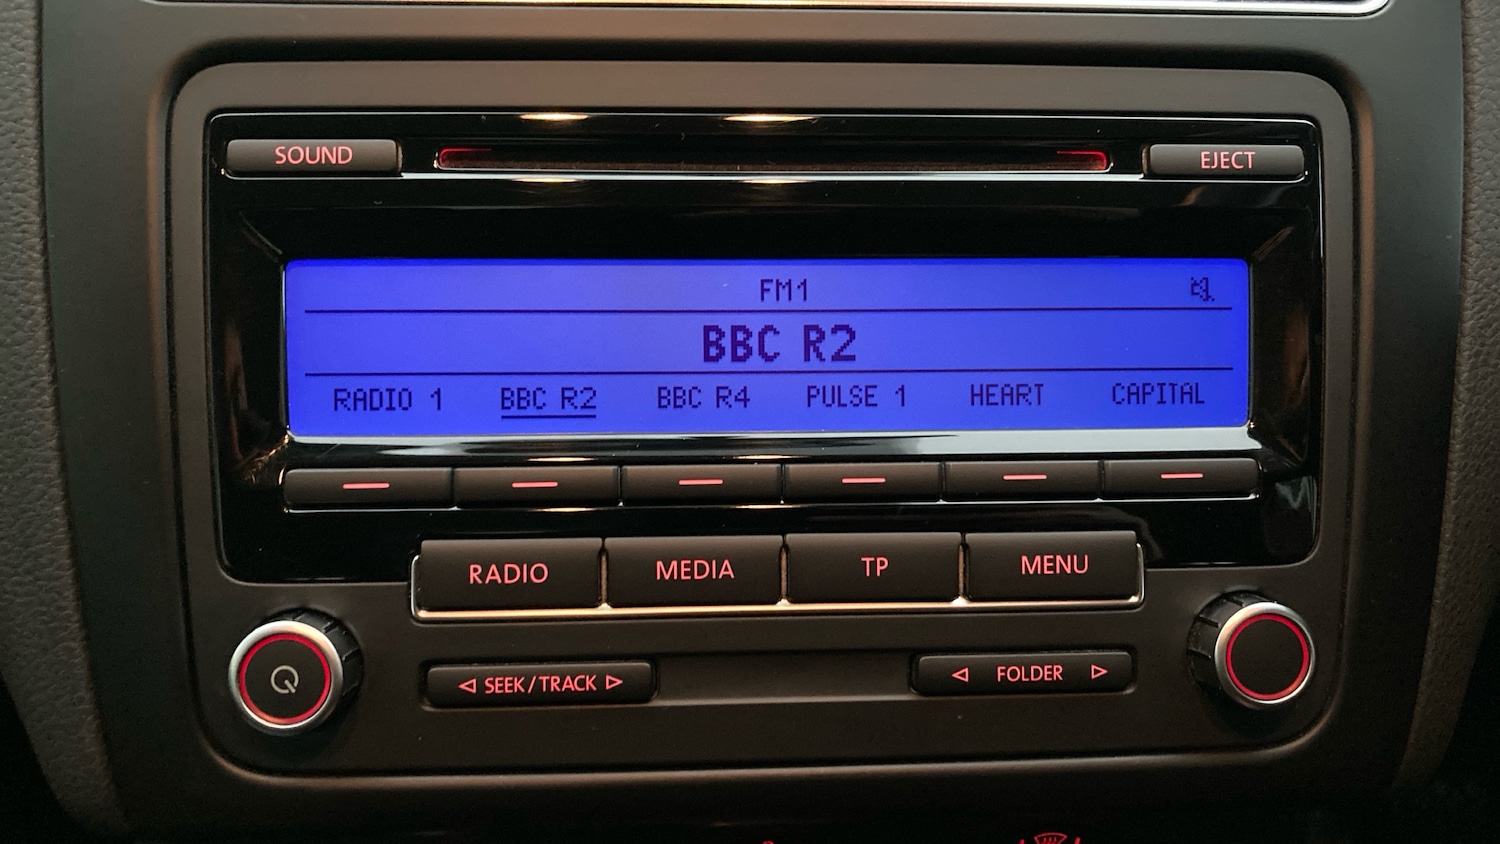 SOUND
EJECT
FM1
BBC R2
RADIO 1 BBC R2 BBC R4 PULSE 1 HEART CAPITAL
RADIO MEDIA TP MENU
SEEK/TRACK
FOLDER